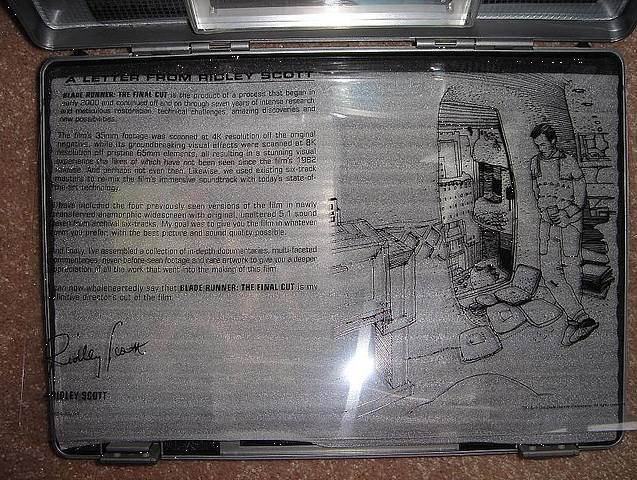 A LETTER FROM RIDLEY SCOTT
BLADE RUNNER: THE FINAL CUT is the product of a process that began in
early 2000 and continued off and on through seven years of intense research
and meticulous restoration, technical challenges, amazing discoveries and
new possibilities.
The film's 35mm footage was scanned at 4K resolution off the original
negative, while its groundbreaking visual effects were scanned at 8K
resolution off pristine 65mm elements, all resulting in a stunning visual
experience the likes of which have not been seen since the film's 1982
release. And perhaps not even then. Likewise, we used existing six-track
masters to re-mix the film's immersive soundtrack with today's state-of-
the-art technology.
I have included the four previously seen versions of the film in newly
transferred anamorphic widescreen with original, unaltered 5.1 sound
from archival six-tracks. My goal was to give you the film in whatever
form you prefer, with the best picture and sound quality possible.
I've assembled a collection of in-depth documentaries, multi-faceted
commentaries, never-before-seen footage and rare artwork to give you a deeper
appreciation of all the work that went into the making of this film.
can now wholeheartedly say that BLADE RUNNER: THE FINAL CUT is my
definitive director's cut of the film.
Ridley Scott
RIDLEY SCOTT